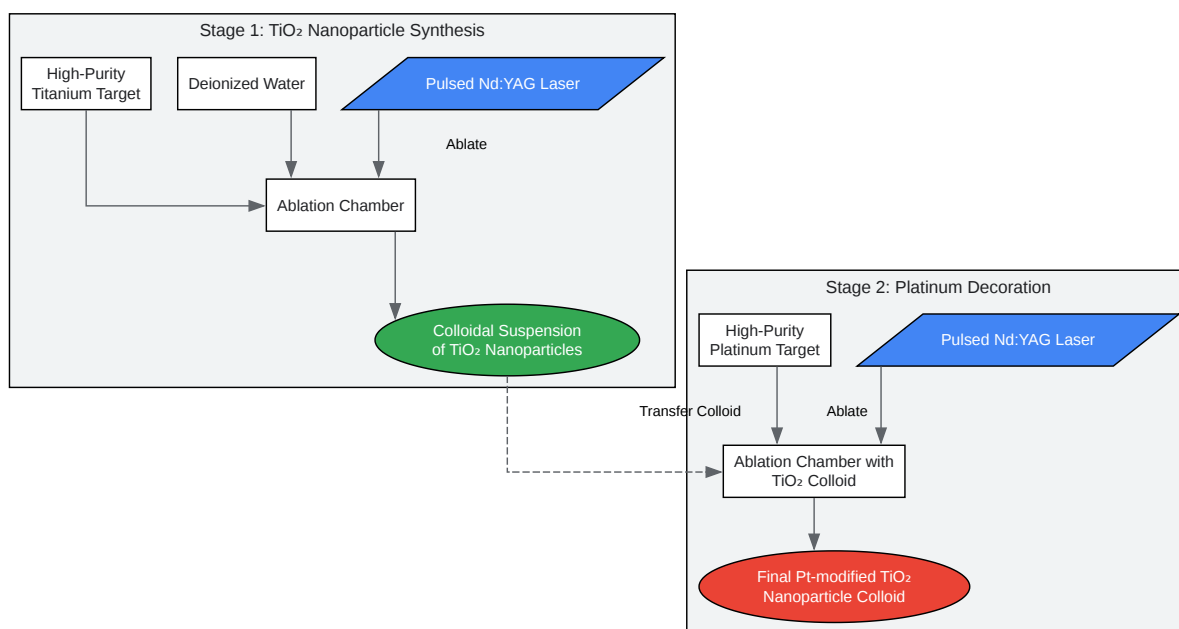 Stage 1: TiO₂ Nanoparticle Synthesis
High-Purity
Titanium Target
Deionized Water
Pulsed Nd:YAG Laser
Ablate
Ablation Chamber
Colloidal Suspension
of TiO₂ Nanoparticles
Stage 2: Platinum Decoration
High-Purity
Platinum Target
Pulsed Nd:YAG Laser
Transfer Colloid
Ablate
Ablation Chamber with
TiO₂ Colloid
Final Pt-modified TiO₂
Nanoparticle Colloid